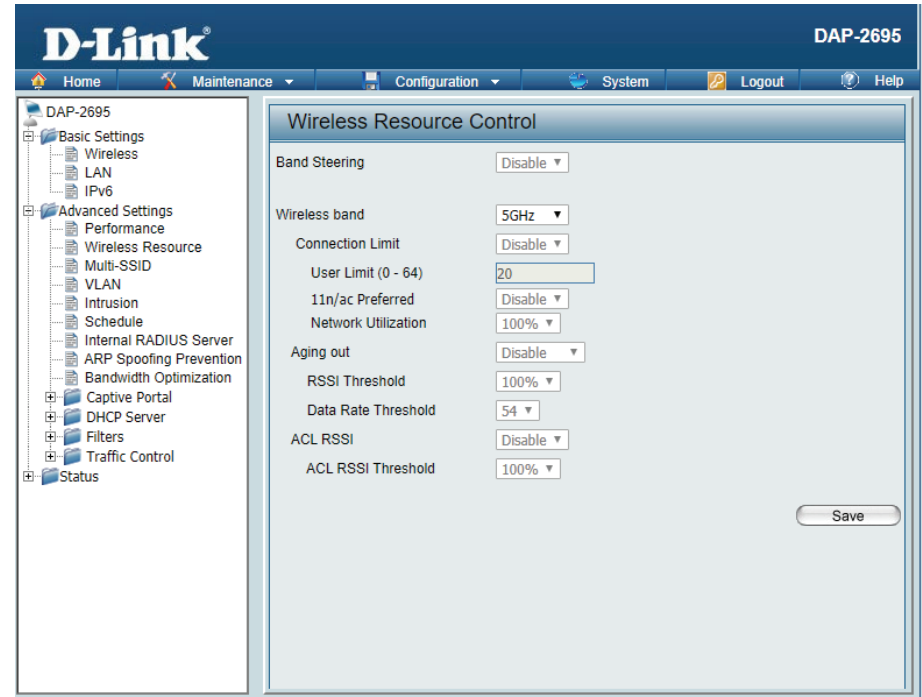 D-Link®
DAP-2695
Home Maintenance Configuration System Logout Help
DAP-2695
Basic Settings
Wireless
LAN
IPv6
Advanced Settings
Performance
Wireless Resource
Multi-SSID
VLAN
Intrusion
Schedule
Internal RADIUS Server
ARP Spoofing Prevention
Bandwidth Optimization
Captive Portal
DHCP Server
Filters
Traffic Control
Status
Wireless Resource Control
Band Steering Disable
Wireless band 5GHz
Connection Limit Disable
User Limit (0 - 64) 20
11n/ac Preferred Disable
Network Utilization 100%
Aging out Disable
RSSI Threshold 100%
Data Rate Threshold 54
ACL RSSI Disable
ACL RSSI Threshold 100%
Save